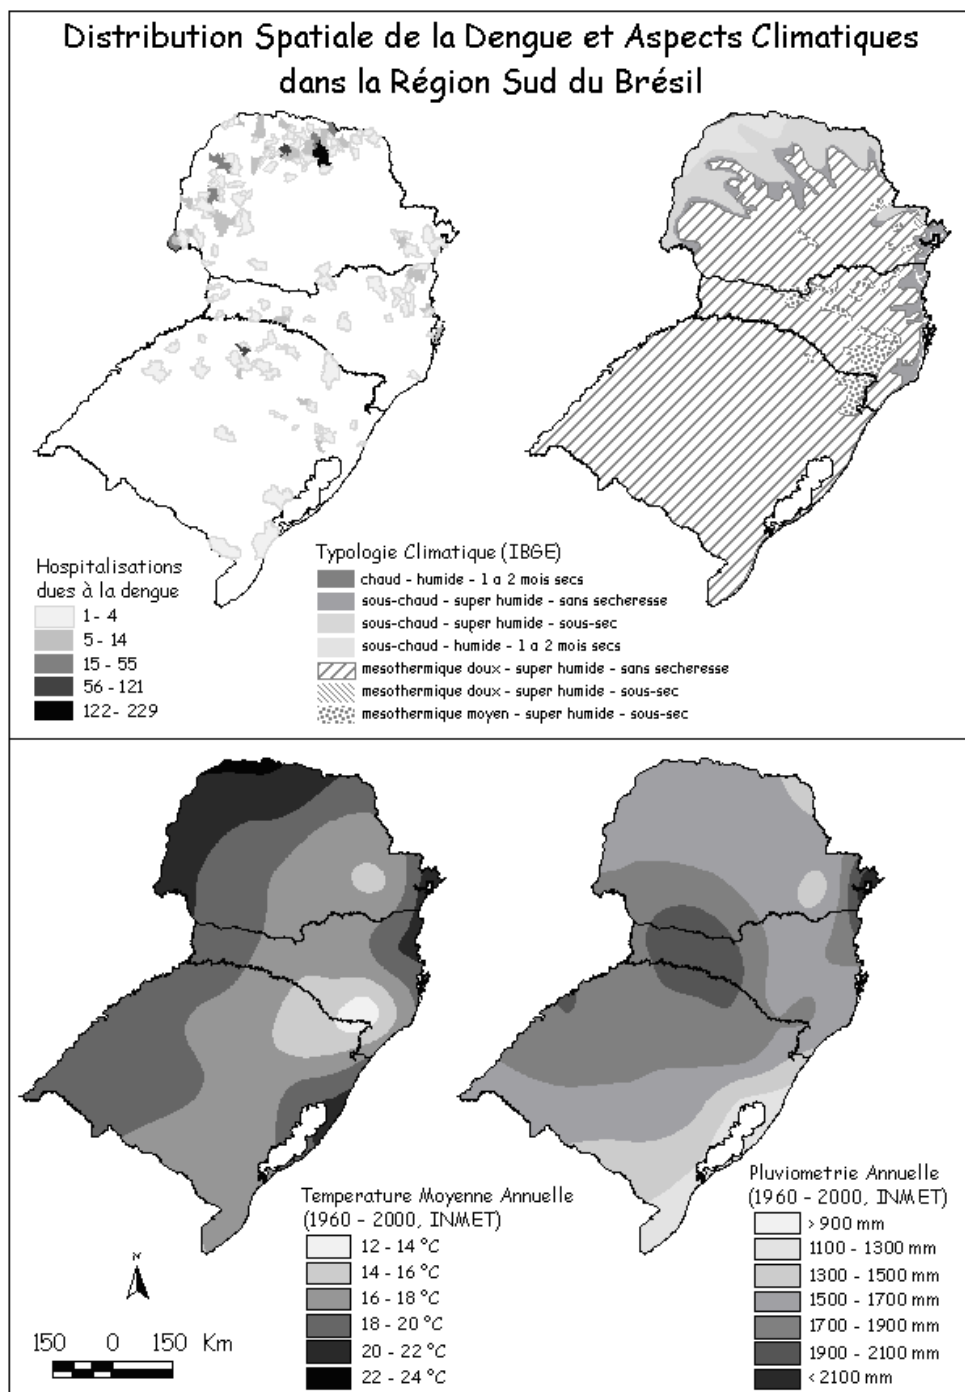 Distribution Spatiale de la Dengue et Aspects Climatiques
dans la Région Sud du Brésil
Hospitalisations
dues à la dengue
1 - 4
5 - 14
15 - 55
56 - 121
122 - 229
Typologie Climatique (IBGE)
chaud - humide - 1 a 2 mois secs
sous-chaud - super humide - sans secheresse
sous-chaud - super humide - sous-sec
sous-chaud - humide - 1 a 2 mois secs
mesothermique doux - super humide - sans secheresse
mesothermique doux - super humide - sous-sec
mesothermique moyen - super humide - sous-sec
N
150 0 150 Km
Temperature Moyenne Annuelle
(1960 - 2000, INMET)
12 - 14 °C
14 - 16 °C
16 - 18 °C
18 - 20 °C
20 - 22 °C
22 - 24 °C
Pluviometrie Annuelle
(1960 - 2000, INMET)
> 900 mm
1100 - 1300 mm
1300 - 1500 mm
1500 - 1700 mm
1700 - 1900 mm
1900 - 2100 mm
< 2100 mm